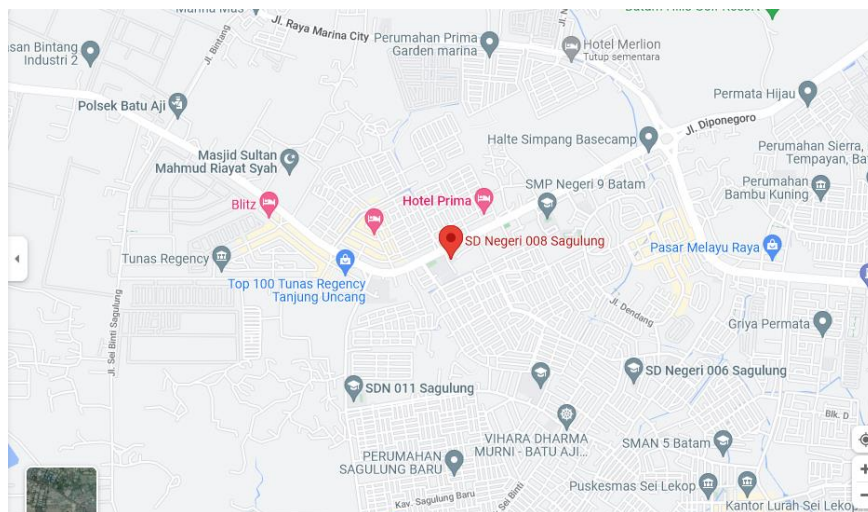 Jl. Raya Marina City
Perumahan Prima
Garden marina
Hotel Merlion
Tutup sementara
asan Bintang
Industri 2
Jl. Bintang
Polsek Batu Aji
Permata Hijau
Jl. Diponegoro
Halte Simpang Basecamp
Masjid Sultan
Mahmud Riayat Syah
Perumahan Sierra,
Tempayan, Bat
SMP Negeri 9 Batam
Perumahan
Bambu Kuning
Hotel Prima
Blitz
SD Negeri 008 Sagulung
Pasar Melayu Raya
Tunas Regency
Top 100 Tunas Regency
Tanjung Uncang
Jl. Dendang
Griya Permata
Jl. Sei Binti Sagulung
SD Negeri 006 Sagulung
SDN 011 Sagulung
Blk. D
VIHARA DHARMA
MURNI - BATU AJI...
SMAN 5 Batam
PERUMAHAN
SAGULUNG BARU
Puskesmas Sei Lekop
Kav. Sagulung Baru
Sei Binti
Kantor Lurah Sei Lekop